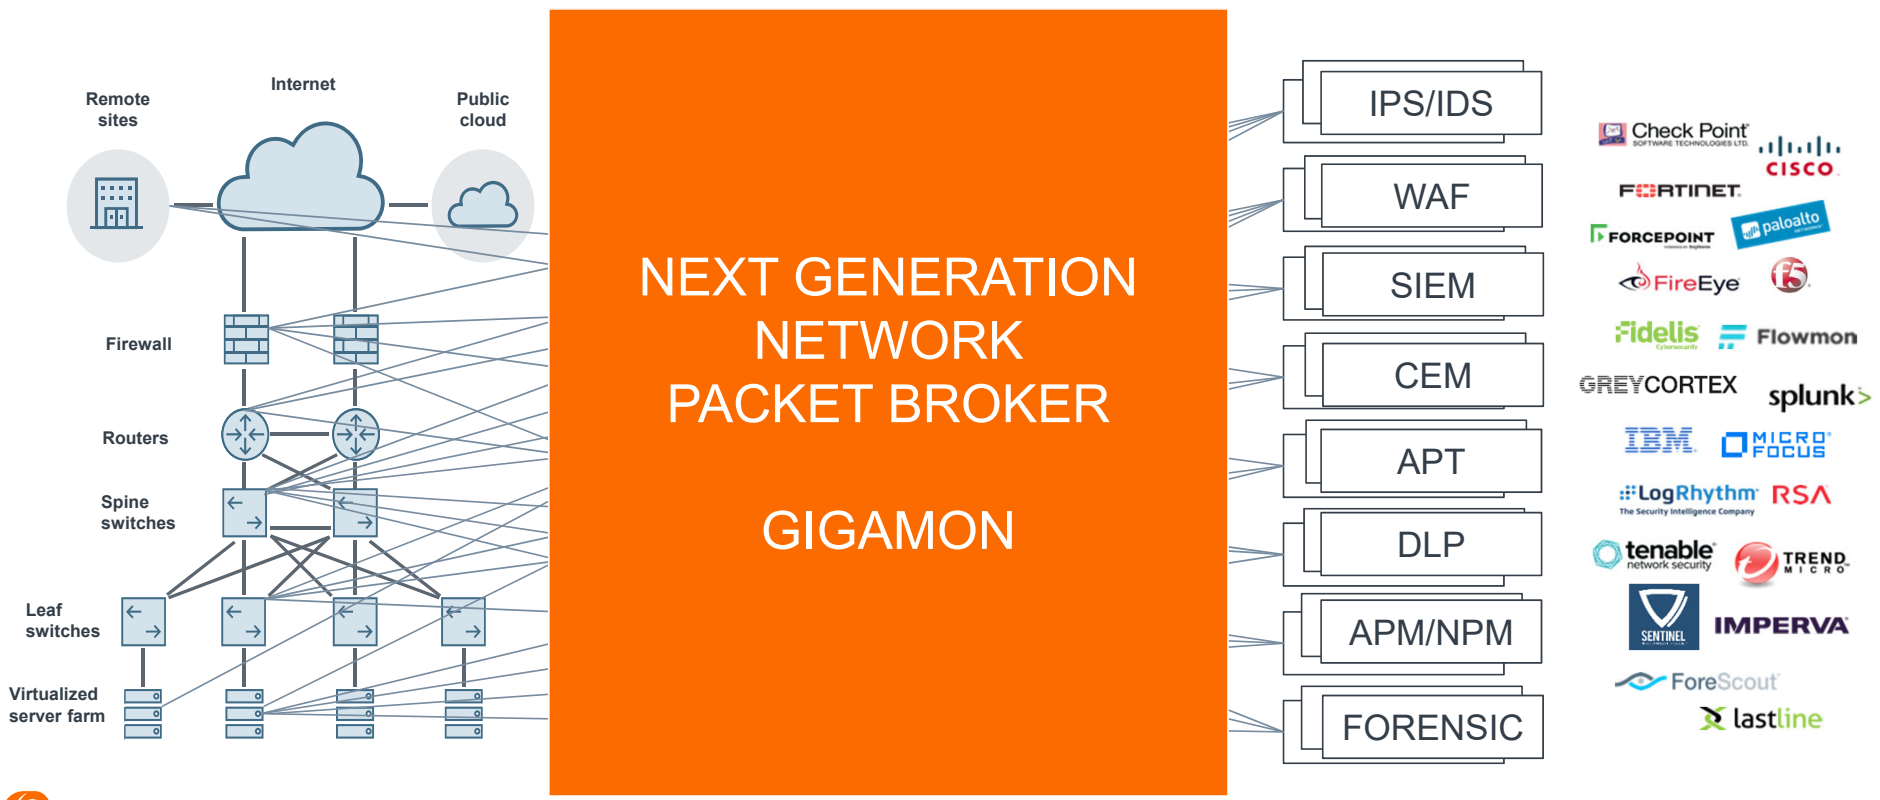 Internet
Remote
sites
Public
cloud
Firewall
Routers
Spine
switches
Leaf
switches
Virtualized
server farm
NEXT GENERATION
NETWORK
PACKET BROKER
GIGAMON
IPS/IDS
WAF
SIEM
CEM
APT
DLP
APM/NPM
FORENSIC
Check Point
SOFTWARE TECHNOLOGIES LTD.
CISCO
FORTINET
FORCEPOINT
paloalto
NETWORKS
FireEye
f5
Fidelis
Cybersecurity
Flowmon
GREYCORTEX
splunk>
IBM
MICRO
FOCUS
LogRhythm
The Security Intelligence Company
RSA
tenable
network security
TREND
MICRO
SENTINEL
IMPERVA
ForeScout
lastline